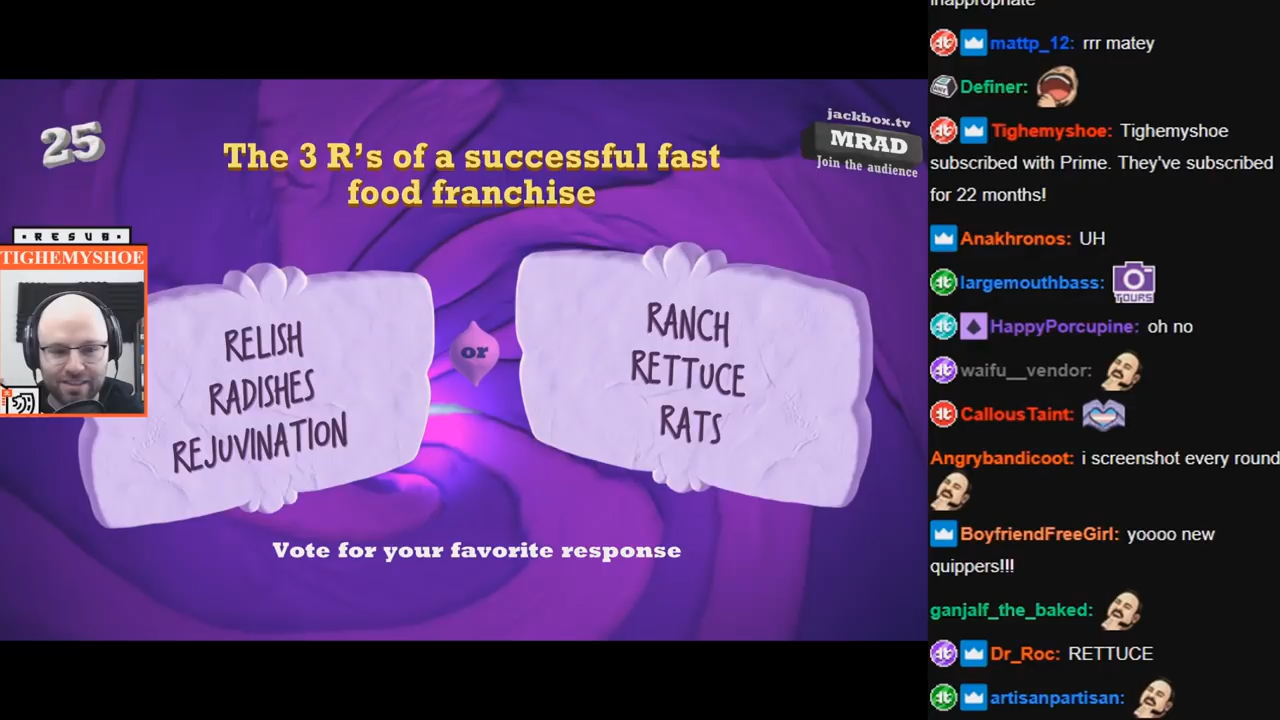 25
The 3 R's of a successful fast
food franchise
jackbox.tv
MRAD
Join the audience
• R E S U B •
TIGHEMYSHOE
RELISH
RADISHES
REJUVINATION
or
RANCH
RETTUCE
RATS
Vote for your favorite response
inappropriate
mattp_12: rrr matey
Definer:
Tighemyshoe: Tighemyshoe
subscribed with Prime. They've subscribed
for 22 months!
Anakhronos: UH
largemouthbass:
TOURS
HappyPorcupine: oh no
waifu__vendor:
CallousTaint:
Angrybandicoot: i screenshot every round
BoyfriendFreeGirl: yoooo new
quippers!!!
ganjalf_the_baked:
Dr_Roc: RETTUCE
artisanpartisan: